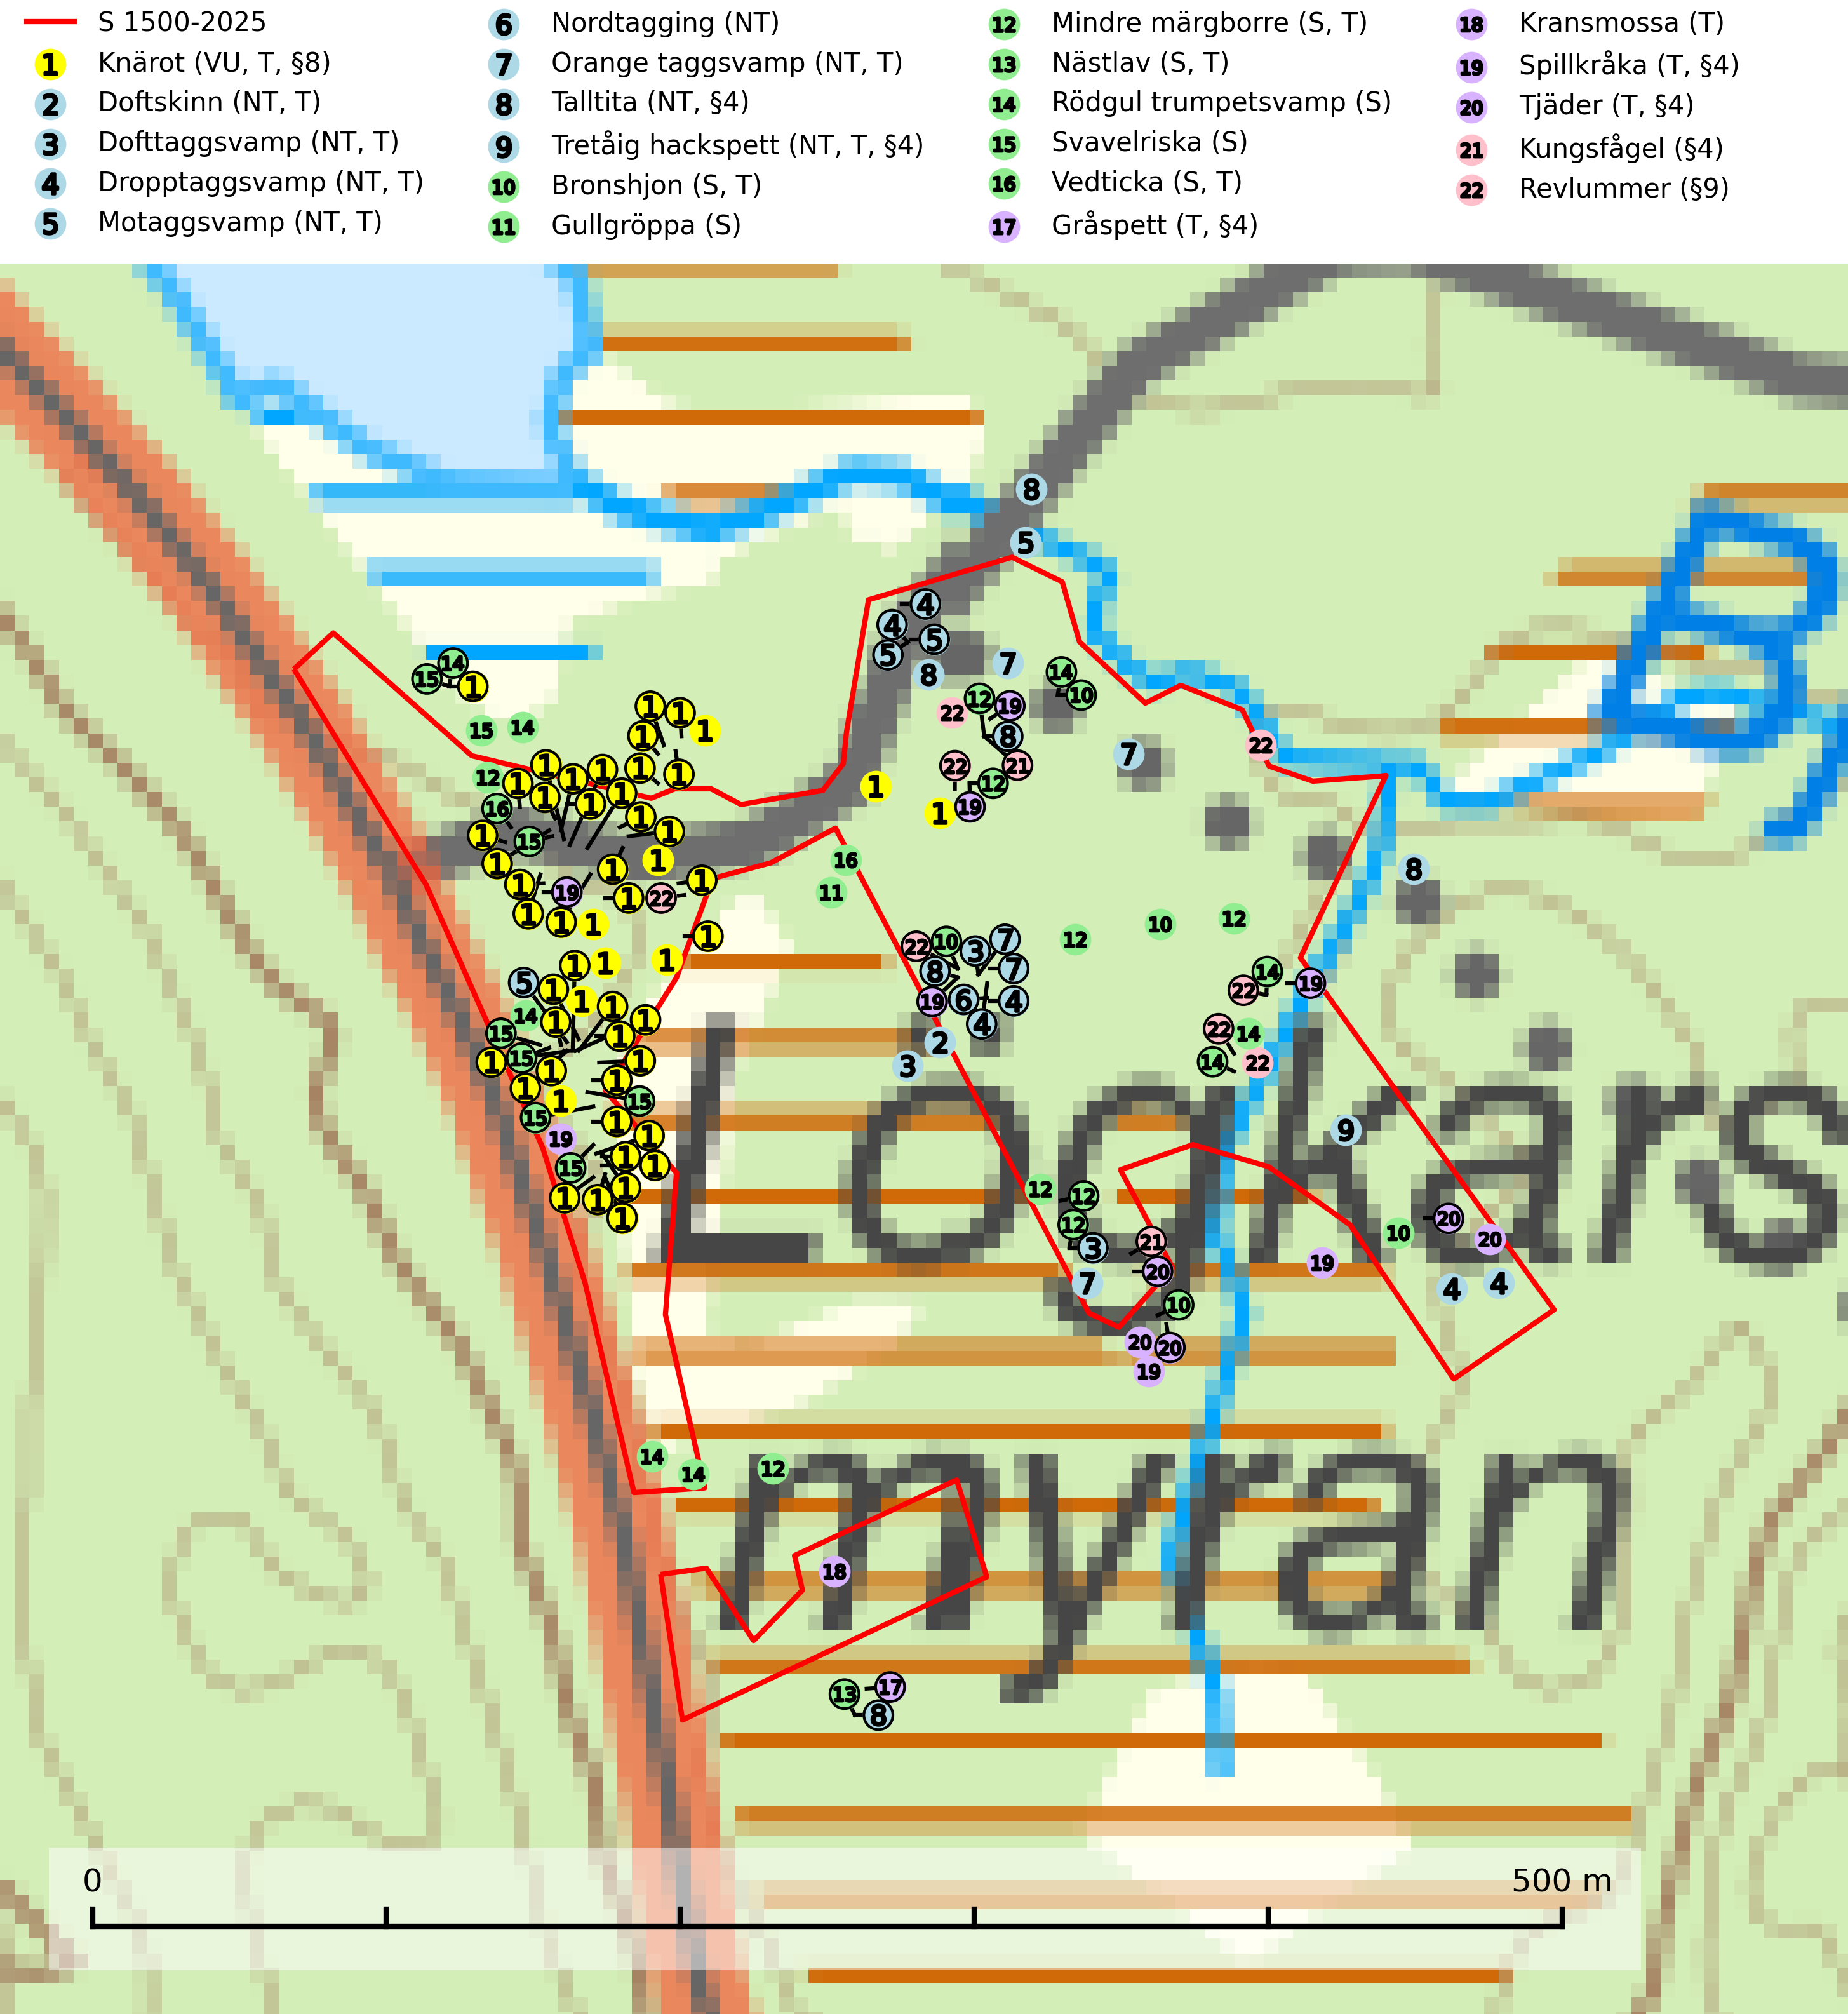 S 1500-2025
1 Knärot (VU, T, §8)
2 Doftskinn (NT, T)
3 Dofttaggsvamp (NT, T)
4 Dropptaggsvamp (NT, T)
5 Motaggsvamp (NT, T)
6 Nordtagging (NT)
7 Orange taggsvamp (NT, T)
8 Talltita (NT, §4)
9 Tretåig hackspett (NT, T, §4)
10 Bronshjon (S, T)
11 Gullgröppa (S)
12 Mindre märgborre (S, T)
13 Nästlav (S, T)
14 Rödgul trumpetsvamp (S)
15 Svavelriska (S)
16 Vedticka (S, T)
17 Gråspett (T, §4)
18 Kransmossa (T)
19 Spillkråka (T, §4)
20 Tjäder (T, §4)
21 Kungsfågel (§4)
22 Revlummer (§9)
Lockårs
myran
0 500 m